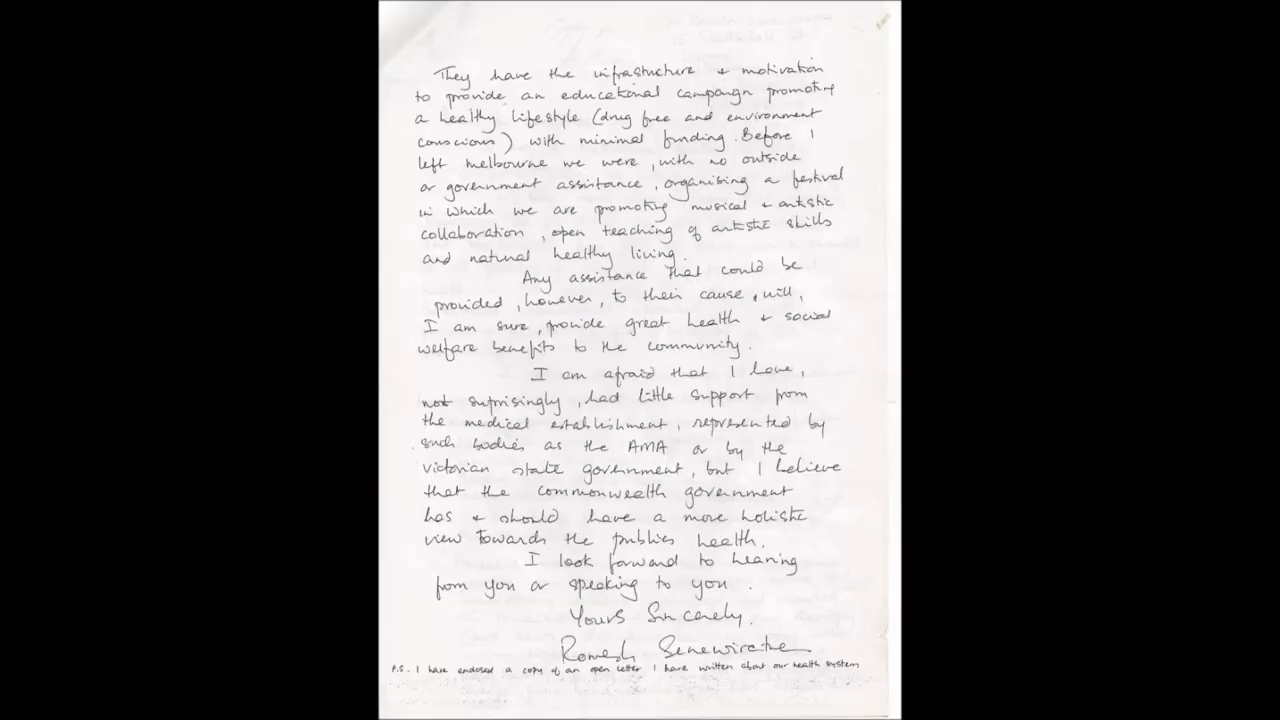 They have the infrastructure & motivation
to provide an educational campaign promoting
a healthy lifestyle (drug free and environment
conscious) with minimal funding. Before I
left melbourne we were, with no outside
or government assistance, organising a festival
in which we are promoting musical & artistic
collaboration, open teaching of artistic skills
and natural healthy living.
Any assistance that could be
provided, however, to their cause, will,
I am sure, provide great health & social
welfare benefits to the community.
I am afraid that I have,
not suprisingly, had little support from
the medical establishment, represented by
such bodies as the AMA or by the
victorian state government, but I believe
that the commonwealth government
has & should have a more holistic
view towards the publics health.
I look forward to hearing
from you or speaking to you.
Yours Sincerely,
Romesh Senewiratne
P.S. I have enclosed a copy of an open letter I have written about our health system